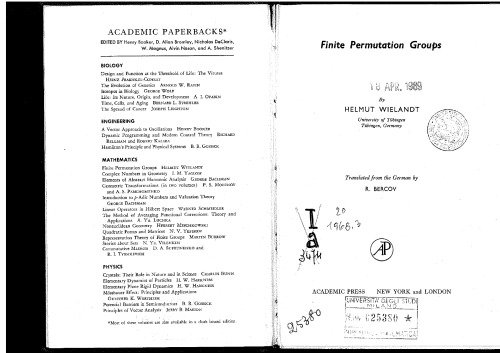 ACADEMIC PAPERBACKS*
EDITED BY Henry Booker, D. Allan Bromley, Nicholas DeClaris,
W. Magnus, Alvin Nason, and A. Shenitzer
BIOLOGY
Design and Function at the Threshold of Life: The Viruses
HEINZ FRAENKEL-CONRAT
The Evolution of Genetics ARNOLD W. RAVIN
Isotopes in Biology GEORGE WOLF
Life: Its Nature, Origin, and Development A. I. OPARIN
Time, Cells, and Aging BERNARD L. STREHLER
The Spread of Cancer JOSEPH LEIGHTON
ENGINEERING
A Vector Approach to Oscillations HENRY BOOKER
Dynamic Programming and Modern Control Theory RICHARD
BELLMAN and ROBERT KALABA
Hamilton's Principle and Physical Systems B. R. GOSSICK
MATHEMATICS
Finite Permutation Groups HELMUT WIELANDT
Complex Numbers in Geometry I. M. YAGLOM
Elements of Abstract Harmonic Analysis GEORGE BACHMAN
Geometric Transformations (in two volumes) P. S. MODENOV
and A. S. PARKHOMENKO
Introduction to p-Adic Numbers and Valuation Theory
GEORGE BACHMAN
Linear Operators in Hilbert Space WERNER SCHMEIDLER
The Method of Averaging Functional Corrections: Theory and
Applications A. YU. LUCHKA
Noneuclidean Geometry HERBERT MESCHKOWSKI
Quadratic Forms and Matrices N. V. YEFIMOV
Representation Theory of Finite Groups MARTIN BURROW
Stories about Sets N. YA. VILENKIN
Commutative Matrices D. A. SUPRUNENKO and
R. I. TYSHKEVICH
PHYSICS
Crystals: Their Role in Nature and in Science CHARLES BUNN
Elementary Dynamics of Particles H. W. HARKNESS
Elementary Plane Rigid Dynamics H. W. HARKNESS
Mössbauer Effect: Principles and Applications
GUNTHER K. WERTHEIM
Potential Barriers in Semiconductors B. R. GOSSICK
Principles of Vector Analysis JERRY B. MARION
*Most of these volumes are also available in a cloth bound edition.
Finite Permutation Groups
18 APR. 1989
By
HELMUT WIELANDT
University of Tübingen
Tübingen, Germany
Translated from the German by
R. BERCOV
I
a
3474
20
1968.3
AP
ACADEMIC PRESS NEW YORK and LONDON
UNIVERSITA' DEGLI STUDI
MILANO
025380 *
25380